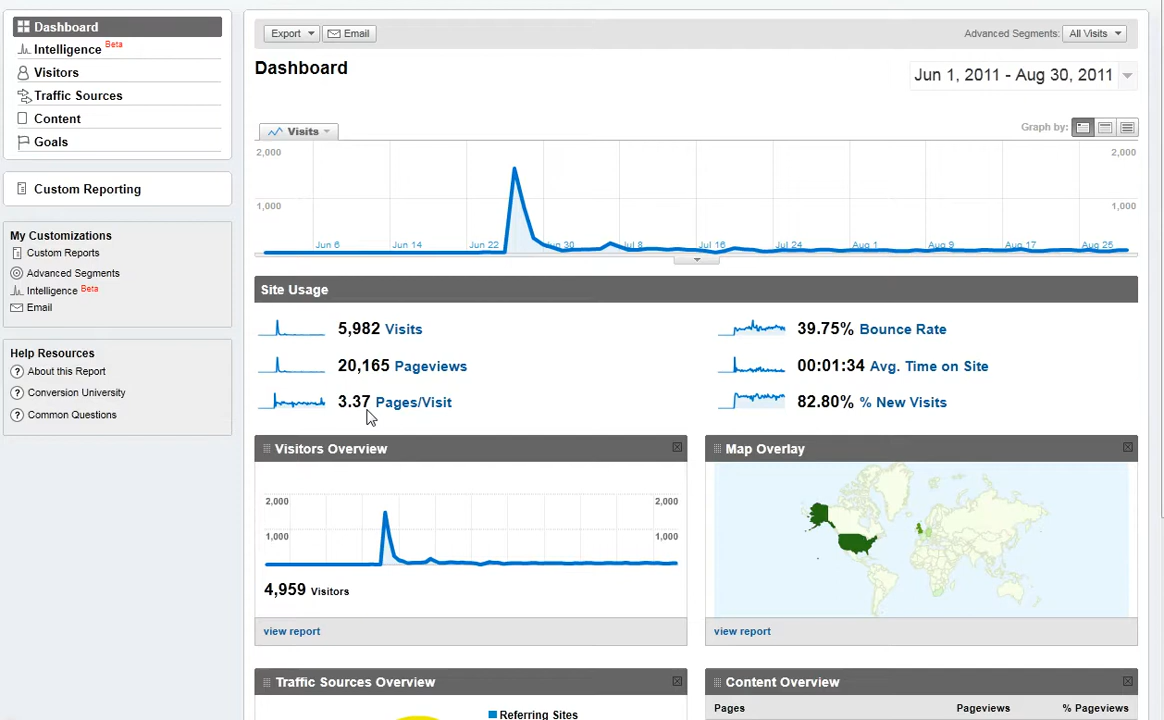 Dashboard
Intelligence Beta
Visitors
Traffic Sources
Content
Goals
Custom Reporting
My Customizations
Custom Reports
Advanced Segments
Intelligence Beta
Email
Help Resources
About this Report
Conversion University
Common Questions
Export
Email
Advanced Segments: All Visits
Dashboard
Jun 1, 2011 - Aug 30, 2011
Visits
Graph by:
2,000 2,000
1,000 1,000
Jun 6 Jun 14 Jun 22 Jun 30 Jul 8 Jul 16 Jul 24 Aug 1 Aug 9 Aug 17 Aug 25
Site Usage
5,982 Visits
39.75% Bounce Rate
20,165 Pageviews
00:01:34 Avg. Time on Site
3.37 Pages/Visit
82.80% % New Visits
Visitors Overview
2,000 2,000
1,000 1,000
4,959 Visitors
view report
Map Overlay
view report
Traffic Sources Overview
Referring Sites
Content Overview
Pages Pageviews % Pageviews